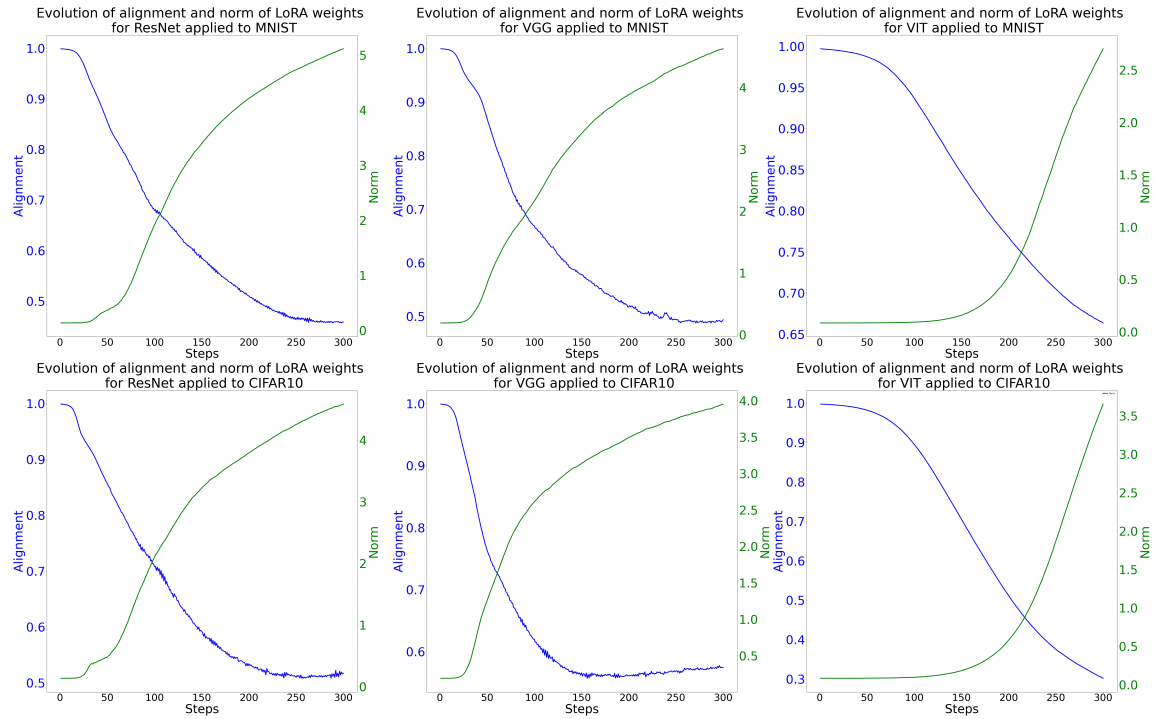 Evolution of alignment and norm of LoRA weights
for ResNet applied to MNIST
Evolution of alignment and norm of LoRA weights
for VGG applied to MNIST
Evolution of alignment and norm of LoRA weights
for VIT applied to MNIST
Alignment
1.0
0.9
0.8
0.7
0.6
0.5
Norm
5
4
3
2
1
0
0 50 100 150 200 250 300
Steps
Alignment
1.0
0.9
0.8
0.7
0.6
0.5
Norm
4
3
2
1
0
0 50 100 150 200 250 300
Steps
Alignment
1.00
0.95
0.90
0.85
0.80
0.75
0.70
0.65
Norm
2.5
2.0
1.5
1.0
0.5
0.0
0 50 100 150 200 250 300
Steps
Evolution of alignment and norm of LoRA weights
for ResNet applied to CIFAR10
Evolution of alignment and norm of LoRA weights
for VGG applied to CIFAR10
Evolution of alignment and norm of LoRA weights
for VIT applied to CIFAR10
Alignment
1.0
0.9
0.8
0.7
0.6
0.5
Norm
4
3
2
1
0
0 50 100 150 200 250 300
Steps
Alignment
1.0
0.9
0.8
0.7
0.6
Norm
4.0
3.5
3.0
2.5
2.0
1.5
1.0
0.5
0 50 100 150 200 250 300
Steps
Alignment
1.0
0.9
0.8
0.7
0.6
0.5
0.4
0.3
Norm
3.5
3.0
2.5
2.0
1.5
1.0
0.5
0.0
0 50 100 150 200 250 300
Steps